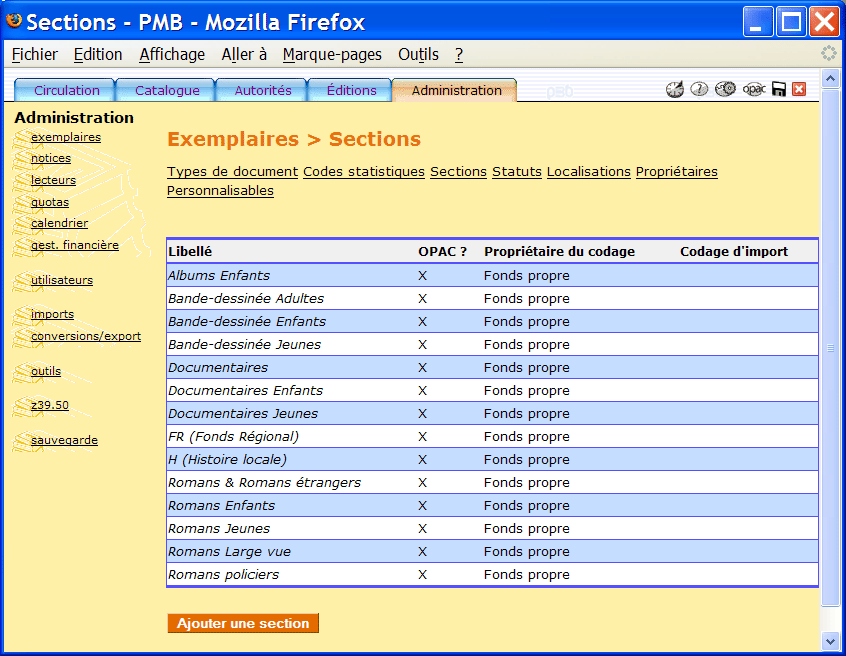 Sections - PMB - Mozilla Firefox
Fichier Edition Affichage Aller à Marque-pages Outils ?
Circulation Catalogue Autorités Éditions Administration opac
Administration
exemplaires
notices
lecteurs
quotas
calendrier
gest. financière
utilisateurs
imports
conversions/export
outils
z39.50
sauvegarde
Exemplaires > Sections
Types de document Codes statistiques Sections Statuts Localisations Propriétaires
Personnalisables
Libellé OPAC ? Propriétaire du codage Codage d'import
Albums Enfants X Fonds propre
Bande-dessinée Adultes X Fonds propre
Bande-dessinée Enfants X Fonds propre
Bande-dessinée Jeunes X Fonds propre
Documentaires X Fonds propre
Documentaires Enfants X Fonds propre
Documentaires Jeunes X Fonds propre
FR (Fonds Régional) X Fonds propre
H (Histoire locale) X Fonds propre
Romans & Romans étrangers X Fonds propre
Romans Enfants X Fonds propre
Romans Jeunes X Fonds propre
Romans Large vue X Fonds propre
Romans policiers X Fonds propre
Ajouter une section